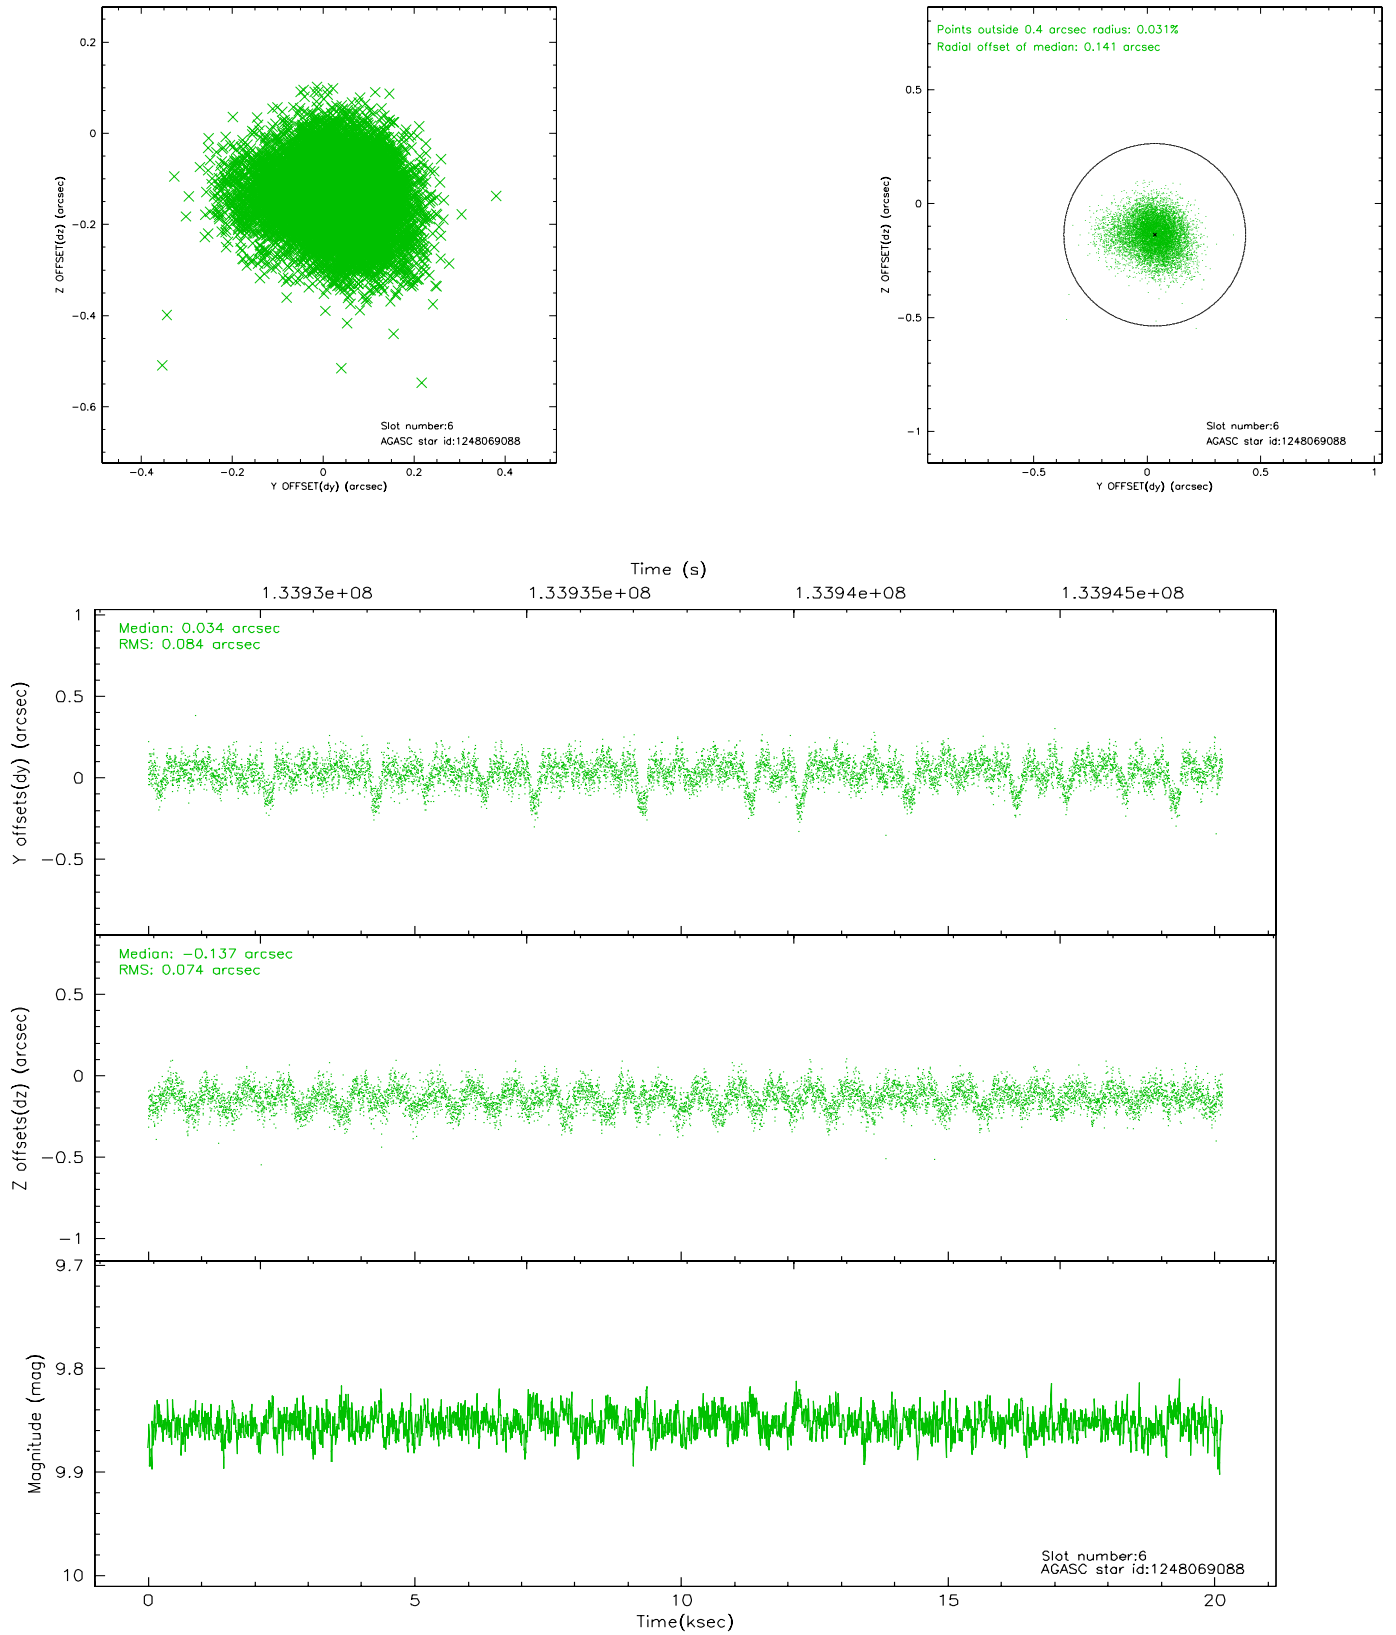 0.2
0
−0.2
−0.4
−0.6
Z OFFSET(dz) (arcsec)
Slot number:6
AGASC star id:1248069088
−0.4
−0.2
0
0.2
0.4
Y OFFSET(dy) (arcsec)
Points outside 0.4 arcsec radius: 0.031%
Radial offset of median: 0.141 arcsec
0.5
0
−0.5
−1
Z OFFSET(dz) (arcsec)
Slot number:6
AGASC star id:1248069088
−0.5
0
0.5
1
Y OFFSET(dy) (arcsec)
Time (s)
1.3393e+08
1.33935e+08
1.3394e+08
1.33945e+08
Median: 0.034 arcsec
RMS: 0.084 arcsec
1
0.5
0
−0.5
Y offsets(dy) (arcsec)
Median: −0.137 arcsec
RMS: 0.074 arcsec
0.5
0
−0.5
−1
Z offsets(dz) (arcsec)
9.7
9.8
9.9
10
Magnitude (mag)
Slot number:6
AGASC star id:1248069088
0
5
10
15
20
Time(ksec)